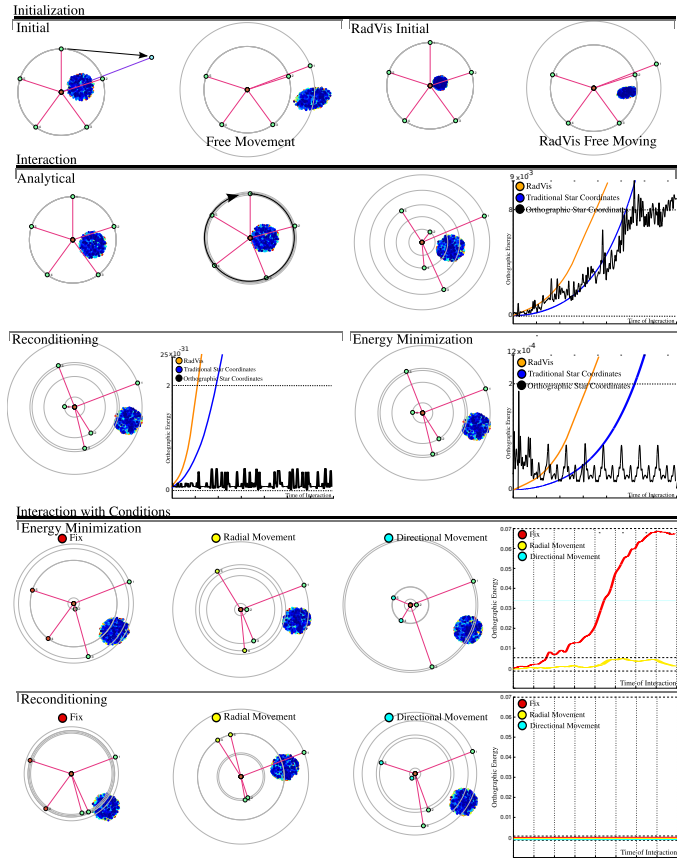 Initialization
Initial
RadVis Initial
Free Movement
RadVis Free Moving
Interaction
Analytical
9 x10^3
RadVis
Traditional Star Coordinates
Orthographic Star Coordinates
8
0
Orthographic Energy
Time of Interaction
Reconditioning
25x10^-31
RadVis
Traditional Star Coordinates
Orthographic Star Coordinates
2
0
Orthographic Energy
Time of Interaction
Energy Minimization
12x10^-4
RadVis
Traditional Star Coordinates
Orthographic Star Coordinates
2
0
Orthographic Energy
Time of Interaction
Interaction with Conditions
Energy Minimization
Fix
Radial Movement
Directional Movement
0.07
0.06
0.05
0.04
0.03
0.02
0.01
0
Orthographic Energy
Fix
Radial Movement
Directional Movement
Time of Interaction
Reconditioning
Fix
Radial Movement
Directional Movement
0.07
0.06
0.05
0.04
0.03
0.02
0.01
0
Orthographic Energy
Fix
Radial Movement
Directional Movement
Time of Interaction